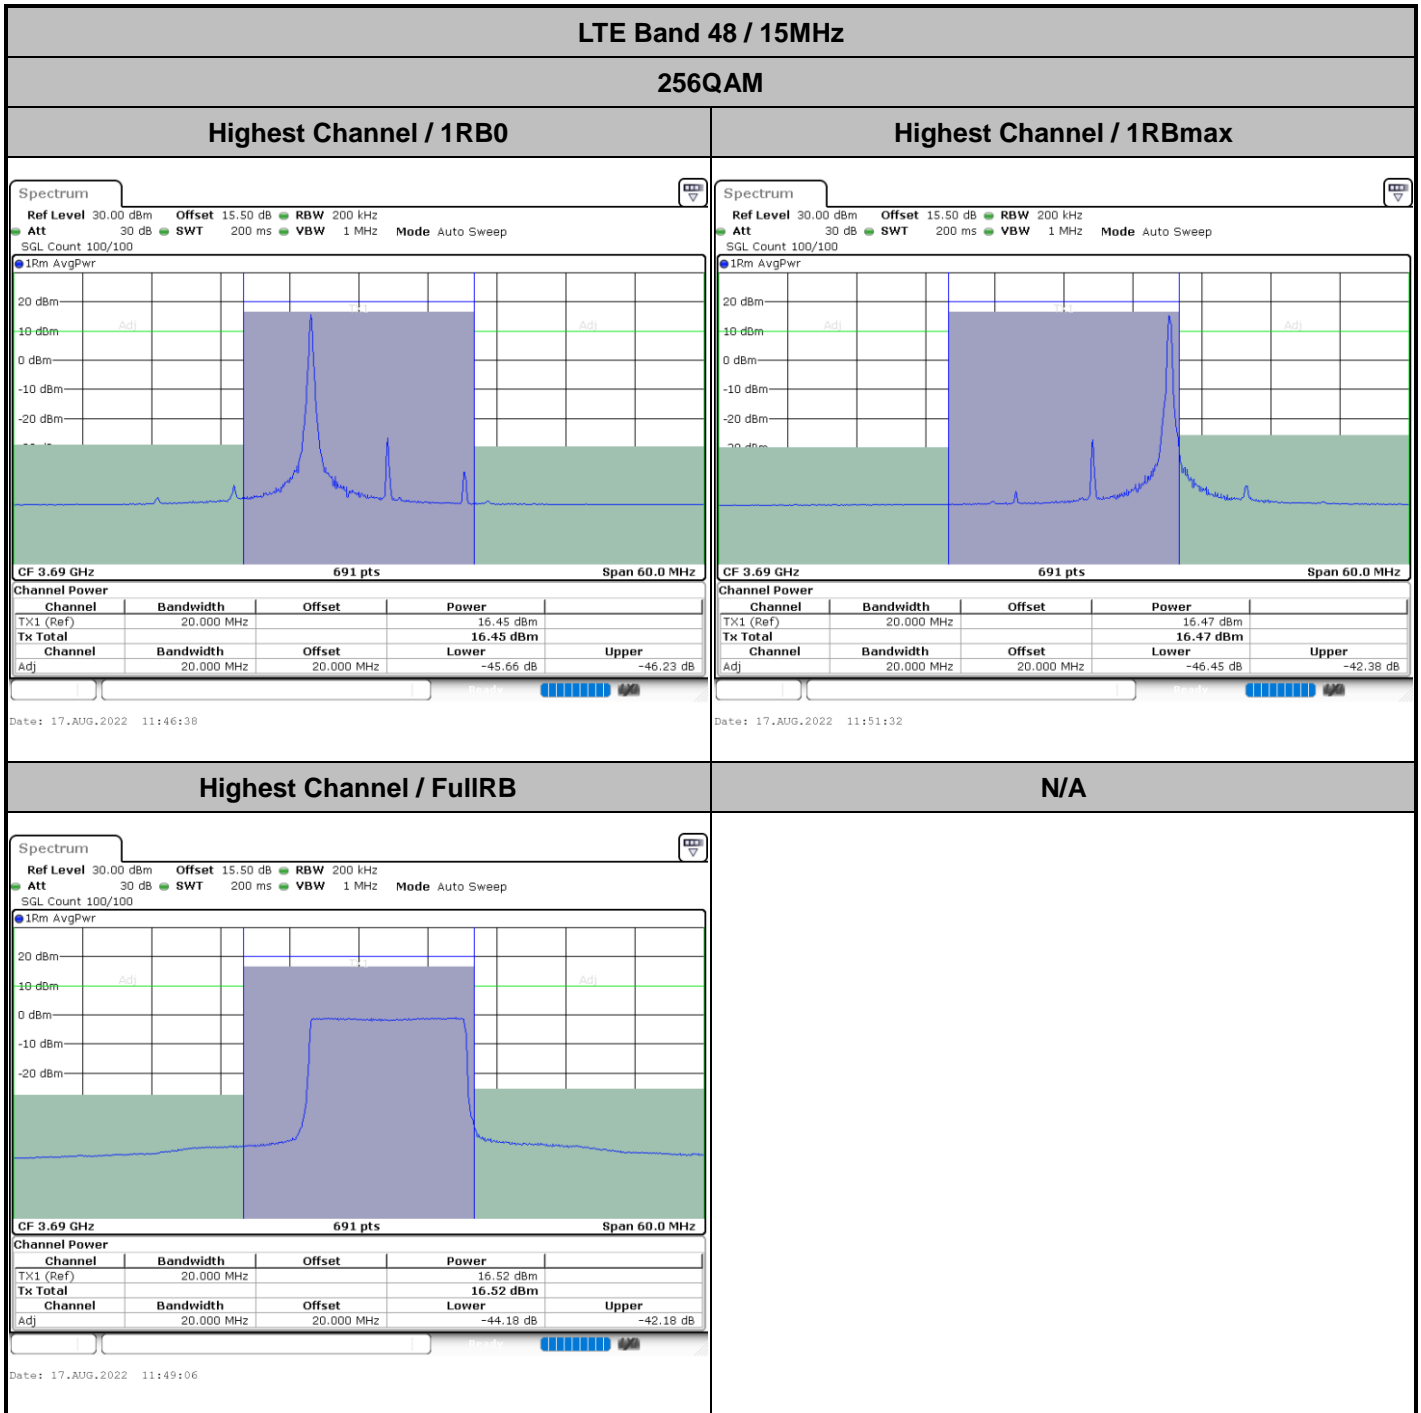 LTE Band 48 / 15MHz
256QAM
Highest Channel / 1RB0
Highest Channel / 1RBmax
Spectrum
Ref Level 30.00 dBm Offset 15.50 dB RBW 200 kHz
Att 30 dB SWT 200 ms VBW 1 MHz Mode Auto Sweep
SGL Count 100/100
1Rm AvgPwr
20 dBm
TX1
Adj
Adj
10 dBm
0 dBm
-10 dBm
-20 dBm
CF 3.69 GHz 691 pts Span 60.0 MHz
Channel Power
Channel Bandwidth Offset Power
TX1 (Ref) 20.000 MHz 16.45 dBm
Tx Total 16.45 dBm
Channel Bandwidth Offset Lower Upper
Adj 20.000 MHz 20.000 MHz -45.66 dB -46.23 dB
Ready
Date: 17.AUG.2022 11:46:38
Spectrum
Ref Level 30.00 dBm Offset 15.50 dB RBW 200 kHz
Att 30 dB SWT 200 ms VBW 1 MHz Mode Auto Sweep
SGL Count 100/100
1Rm AvgPwr
20 dBm
TX1
Adj
Adj
10 dBm
0 dBm
-10 dBm
-20 dBm
CF 3.69 GHz 691 pts Span 60.0 MHz
Channel Power
Channel Bandwidth Offset Power
TX1 (Ref) 20.000 MHz 16.47 dBm
Tx Total 16.47 dBm
Channel Bandwidth Offset Lower Upper
Adj 20.000 MHz 20.000 MHz -46.45 dB -42.38 dB
Ready
Date: 17.AUG.2022 11:51:32
Highest Channel / FullRB
N/A
Spectrum
Ref Level 30.00 dBm Offset 15.50 dB RBW 200 kHz
Att 30 dB SWT 200 ms VBW 1 MHz Mode Auto Sweep
SGL Count 100/100
1Rm AvgPwr
20 dBm
TX1
Adj
Adj
10 dBm
0 dBm
-10 dBm
-20 dBm
CF 3.69 GHz 691 pts Span 60.0 MHz
Channel Power
Channel Bandwidth Offset Power
TX1 (Ref) 20.000 MHz 16.52 dBm
Tx Total 16.52 dBm
Channel Bandwidth Offset Lower Upper
Adj 20.000 MHz 20.000 MHz -44.18 dB -42.18 dB
Ready
Date: 17.AUG.2022 11:49:06